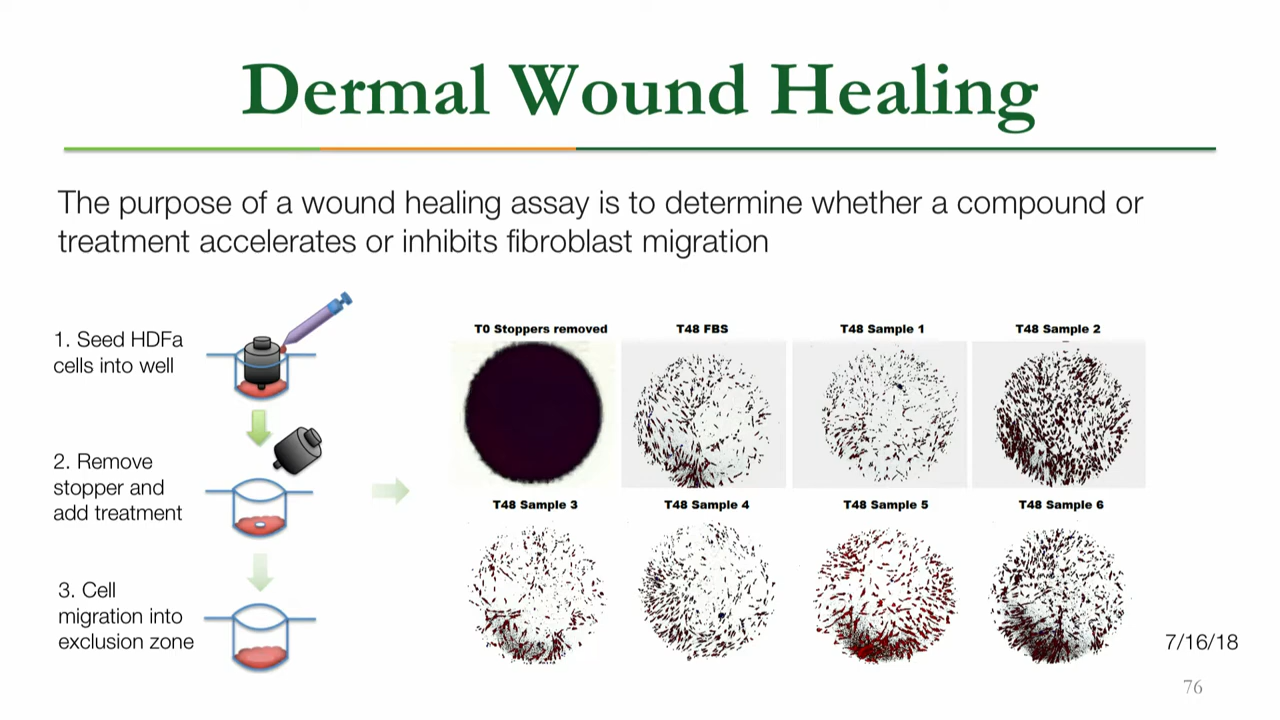 Dermal Wound Healing
The purpose of a wound healing assay is to determine whether a compound or
treatment accelerates or inhibits fibroblast migration
1. Seed HDFa
cells into well
2. Remove
stopper and
add treatment
3. Cell
migration into
exclusion zone
T0 Stoppers removed
T48 FBS
T48 Sample 1
T48 Sample 2
T48 Sample 3
T48 Sample 4
T48 Sample 5
T48 Sample 6
7/16/18
76